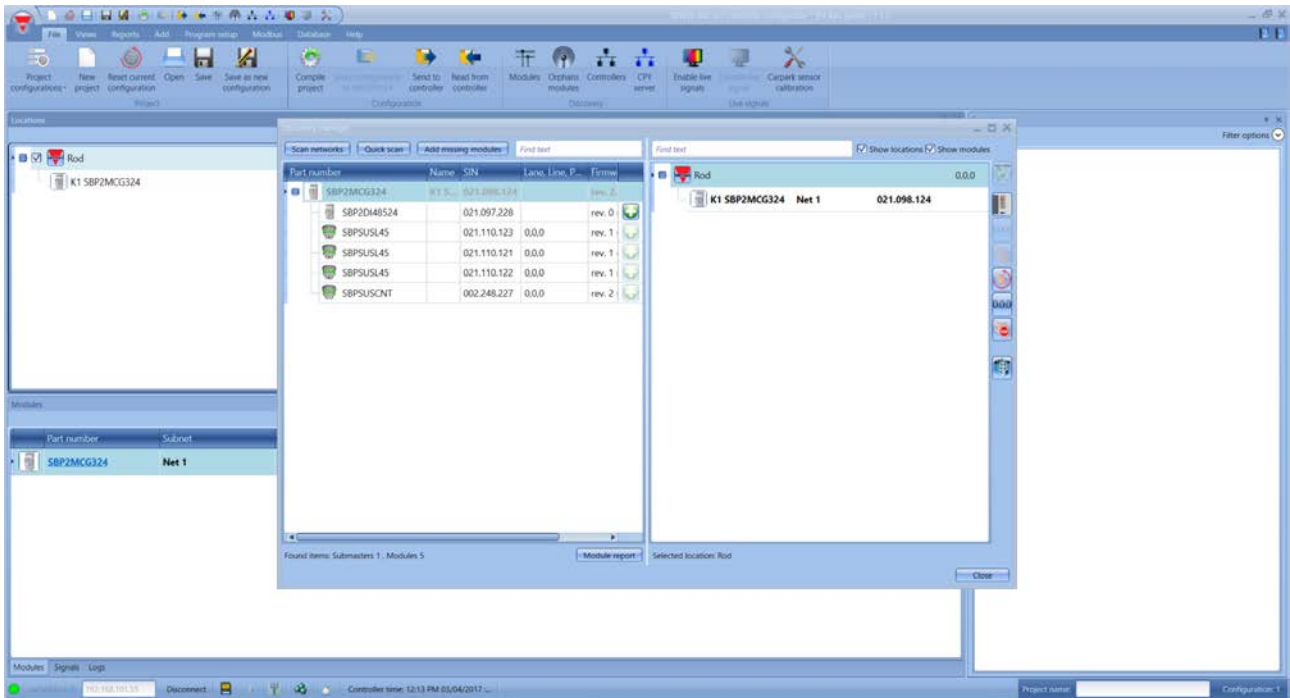 File Views Reports Add Program setup Modbus Database Help
Project configurations New project Reset current configuration Open Save Save as new configuration Compile project Send to controller Read from controller Modules Orphans modules Controllers CPY server Enable live signals Carpark sensor calibration
Project Configuration Discovery Live signals
Locations
Filter options
Rod
K1 SBP2MCG324
Scan networks Quick scan Add missing modules Find text
Part number Name SIN Lane, Line, P... Firmw
SBP2MCG324 K1 S... 021.098.124 rev. 2.
SBP2DI48524 021.097.228 rev. 0
SBPSUSL45 021.110.123 0,0,0 rev. 1
SBPSUSL45 021.110.121 0,0,0 rev. 1
SBPSUSL45 021.110.122 0,0,0 rev. 1
SBPSUSCNT 002.248.227 0,0,0 rev. 2
Found items: Submasters 1 . Modules 5
Module report
Find text Show locations Show modules
Rod 0.0.0
K1 SBP2MCG324 Net 1 021.098.124
Selected location: Rod
Close
Modules
Part number Subnet
SBP2MCG324 Net 1
Modules Signals Logs
192.168.101.55 Disconnect Controller time: 12:13 PM 03/04/2017 ... Project name: Configuration: 1